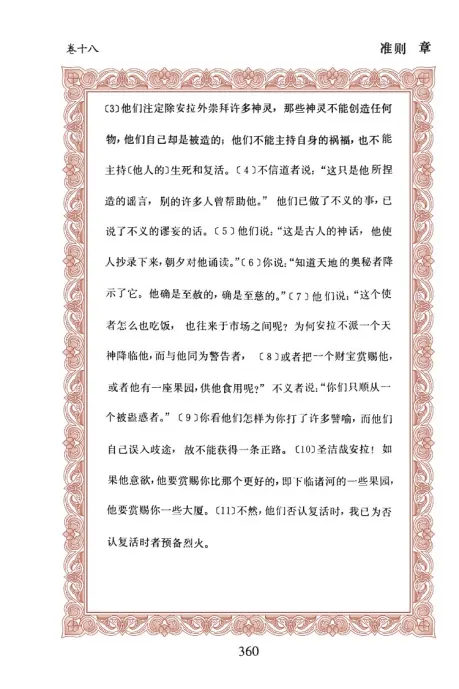 卷十八
准则 章
〔3〕他们注定除安拉外崇拜许多神灵，那些神灵不能创造任何
物，他们自己却是被造的；他们不能主持自身的祸福，也不能
主持〔他人的〕生死和复活。〔4〕不信道者说：“这只是他所捏
造的谣言，别的许多人曾帮助他。” 他们已做了不义的事，已
说了不义的谬妄的话。〔5〕他们说：“这是古人的神话，他使
人抄录下来，朝夕对他诵读。”〔6〕你说：“知道天地的奥秘者降
示了它。他确是至赦的，确是至慈的。”〔7〕他们说：“这个使
者怎么也吃饭， 也往来于市场之间呢？为何安拉不派一个天
神降临他，而与他同为警告者， 〔8〕或者把一个财宝赏赐他，
或者他有一座果园，供他食用呢？” 不义者说：“你们只顺从一
个被蛊惑者。”〔9〕你看他们怎样为你打了许多譬喻，而他们
自己误入歧途， 故不能获得一条正路。〔10〕圣洁哉安拉！如
果他意欲，他要赏赐你比那个更好的，即下临诸河的一些果园，
他要赏赐你一些大厦。〔11〕不然，他们否认复活时，我已为否
认复活时者预备烈火。
360